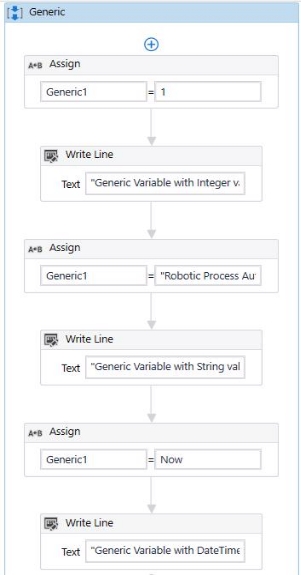 Generic
A*B Assign
Generic1 = 1
Write Line
Text "Generic Variable with Integer v
A*B Assign
Generic1 = "Robotic Process Au
Write Line
Text "Generic Variable with String val
A*B Assign
Generic1 = Now
Write Line
Text "Generic Variable with DateTime